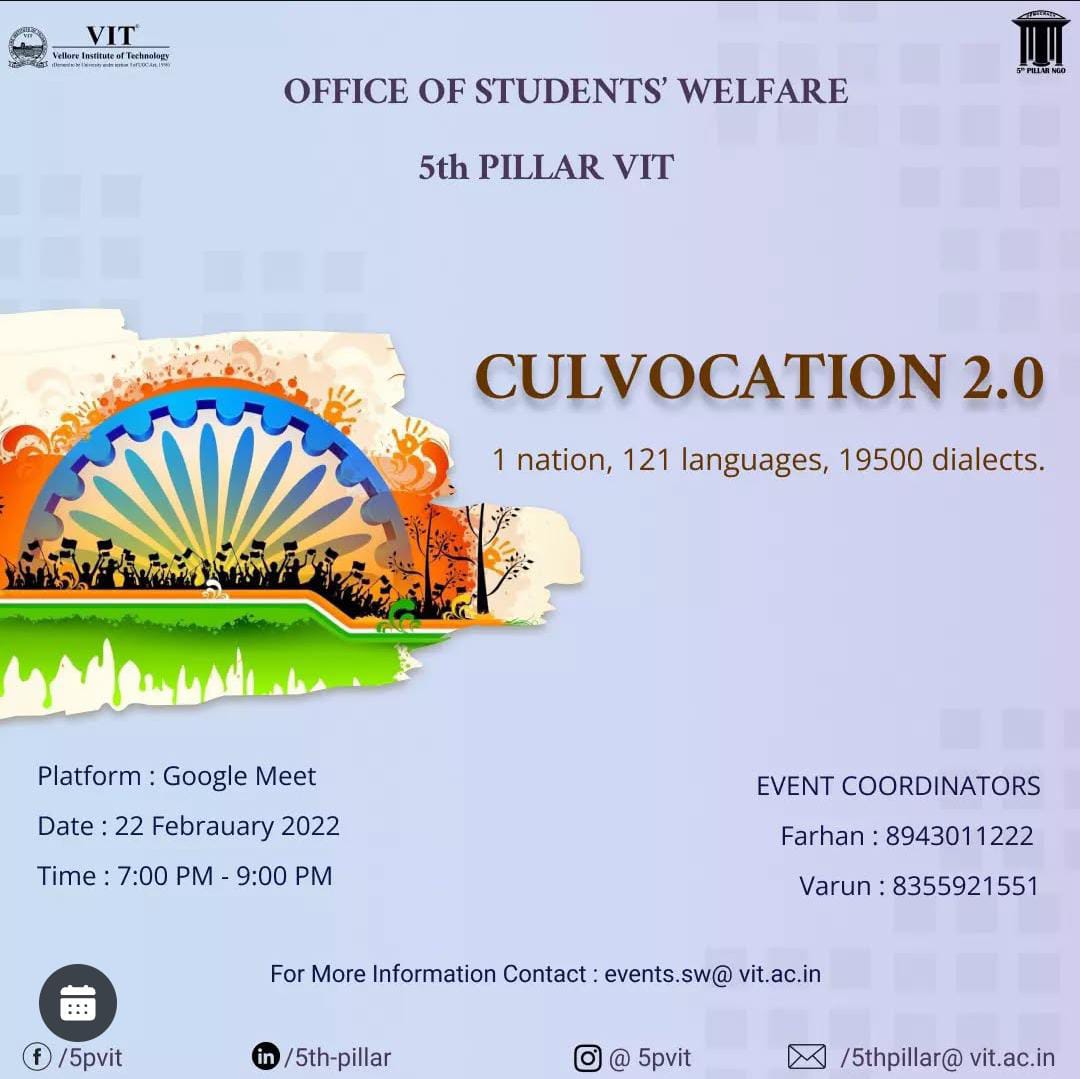 VIT®
Vellore Institute of Technology
(Deemed to be University under section 3 of UGC Act, 1956)
5TH PILLAR NGO
OFFICE OF STUDENTS’ WELFARE
5th PILLAR VIT
CULVOCATION 2.0
1 nation, 121 languages, 19500 dialects.
Platform : Google Meet
Date : 22 Febrauary 2022
Time : 7:00 PM - 9:00 PM
EVENT COORDINATORS
Farhan : 8943011222
Varun : 8355921551
For More Information Contact : events.sw@ vit.ac.in
/5pvit
/5th-pillar
@ 5pvit
/5thpillar@ vit.ac.in